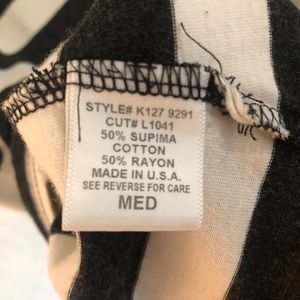 STYLE# K127 9291
CUT# L1041
50% SUPIMA
COTTON
50% RAYON
MADE IN U.S.A.
SEE REVERSE FOR CARE
MED